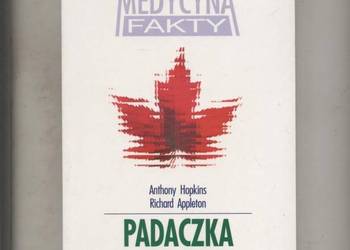 MEDYCYNA
FAKTY
Anthony Hopkins
Richard Appleton
PADACZKA